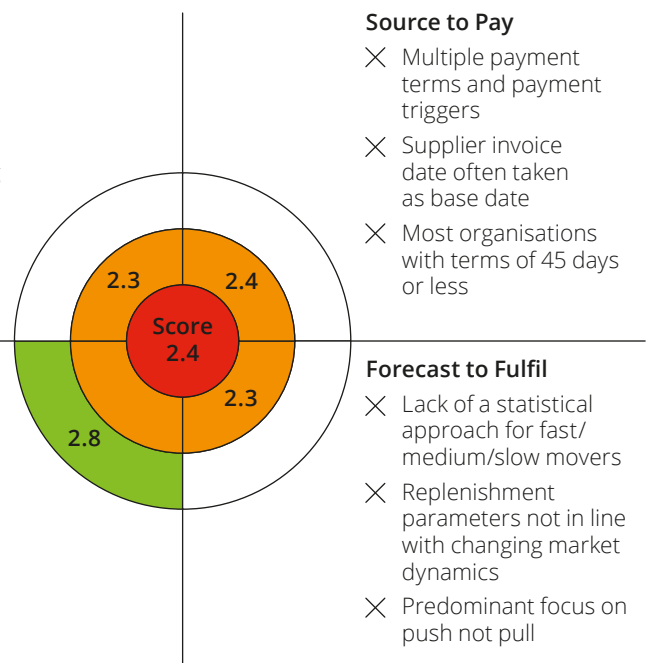 Source to Pay
Multiple payment
terms and payment
triggers
Supplier invoice
date often taken
as base date
Most organisations
with terms of 45 days
or less
2.3
2.4
Score
2.4
2.3
2.8
Forecast to Fulfil
Lack of a statistical
approach for fast/
medium/slow movers
Replenishment
parameters not in line
with changing market
dynamics
Predominant focus on
push not pull